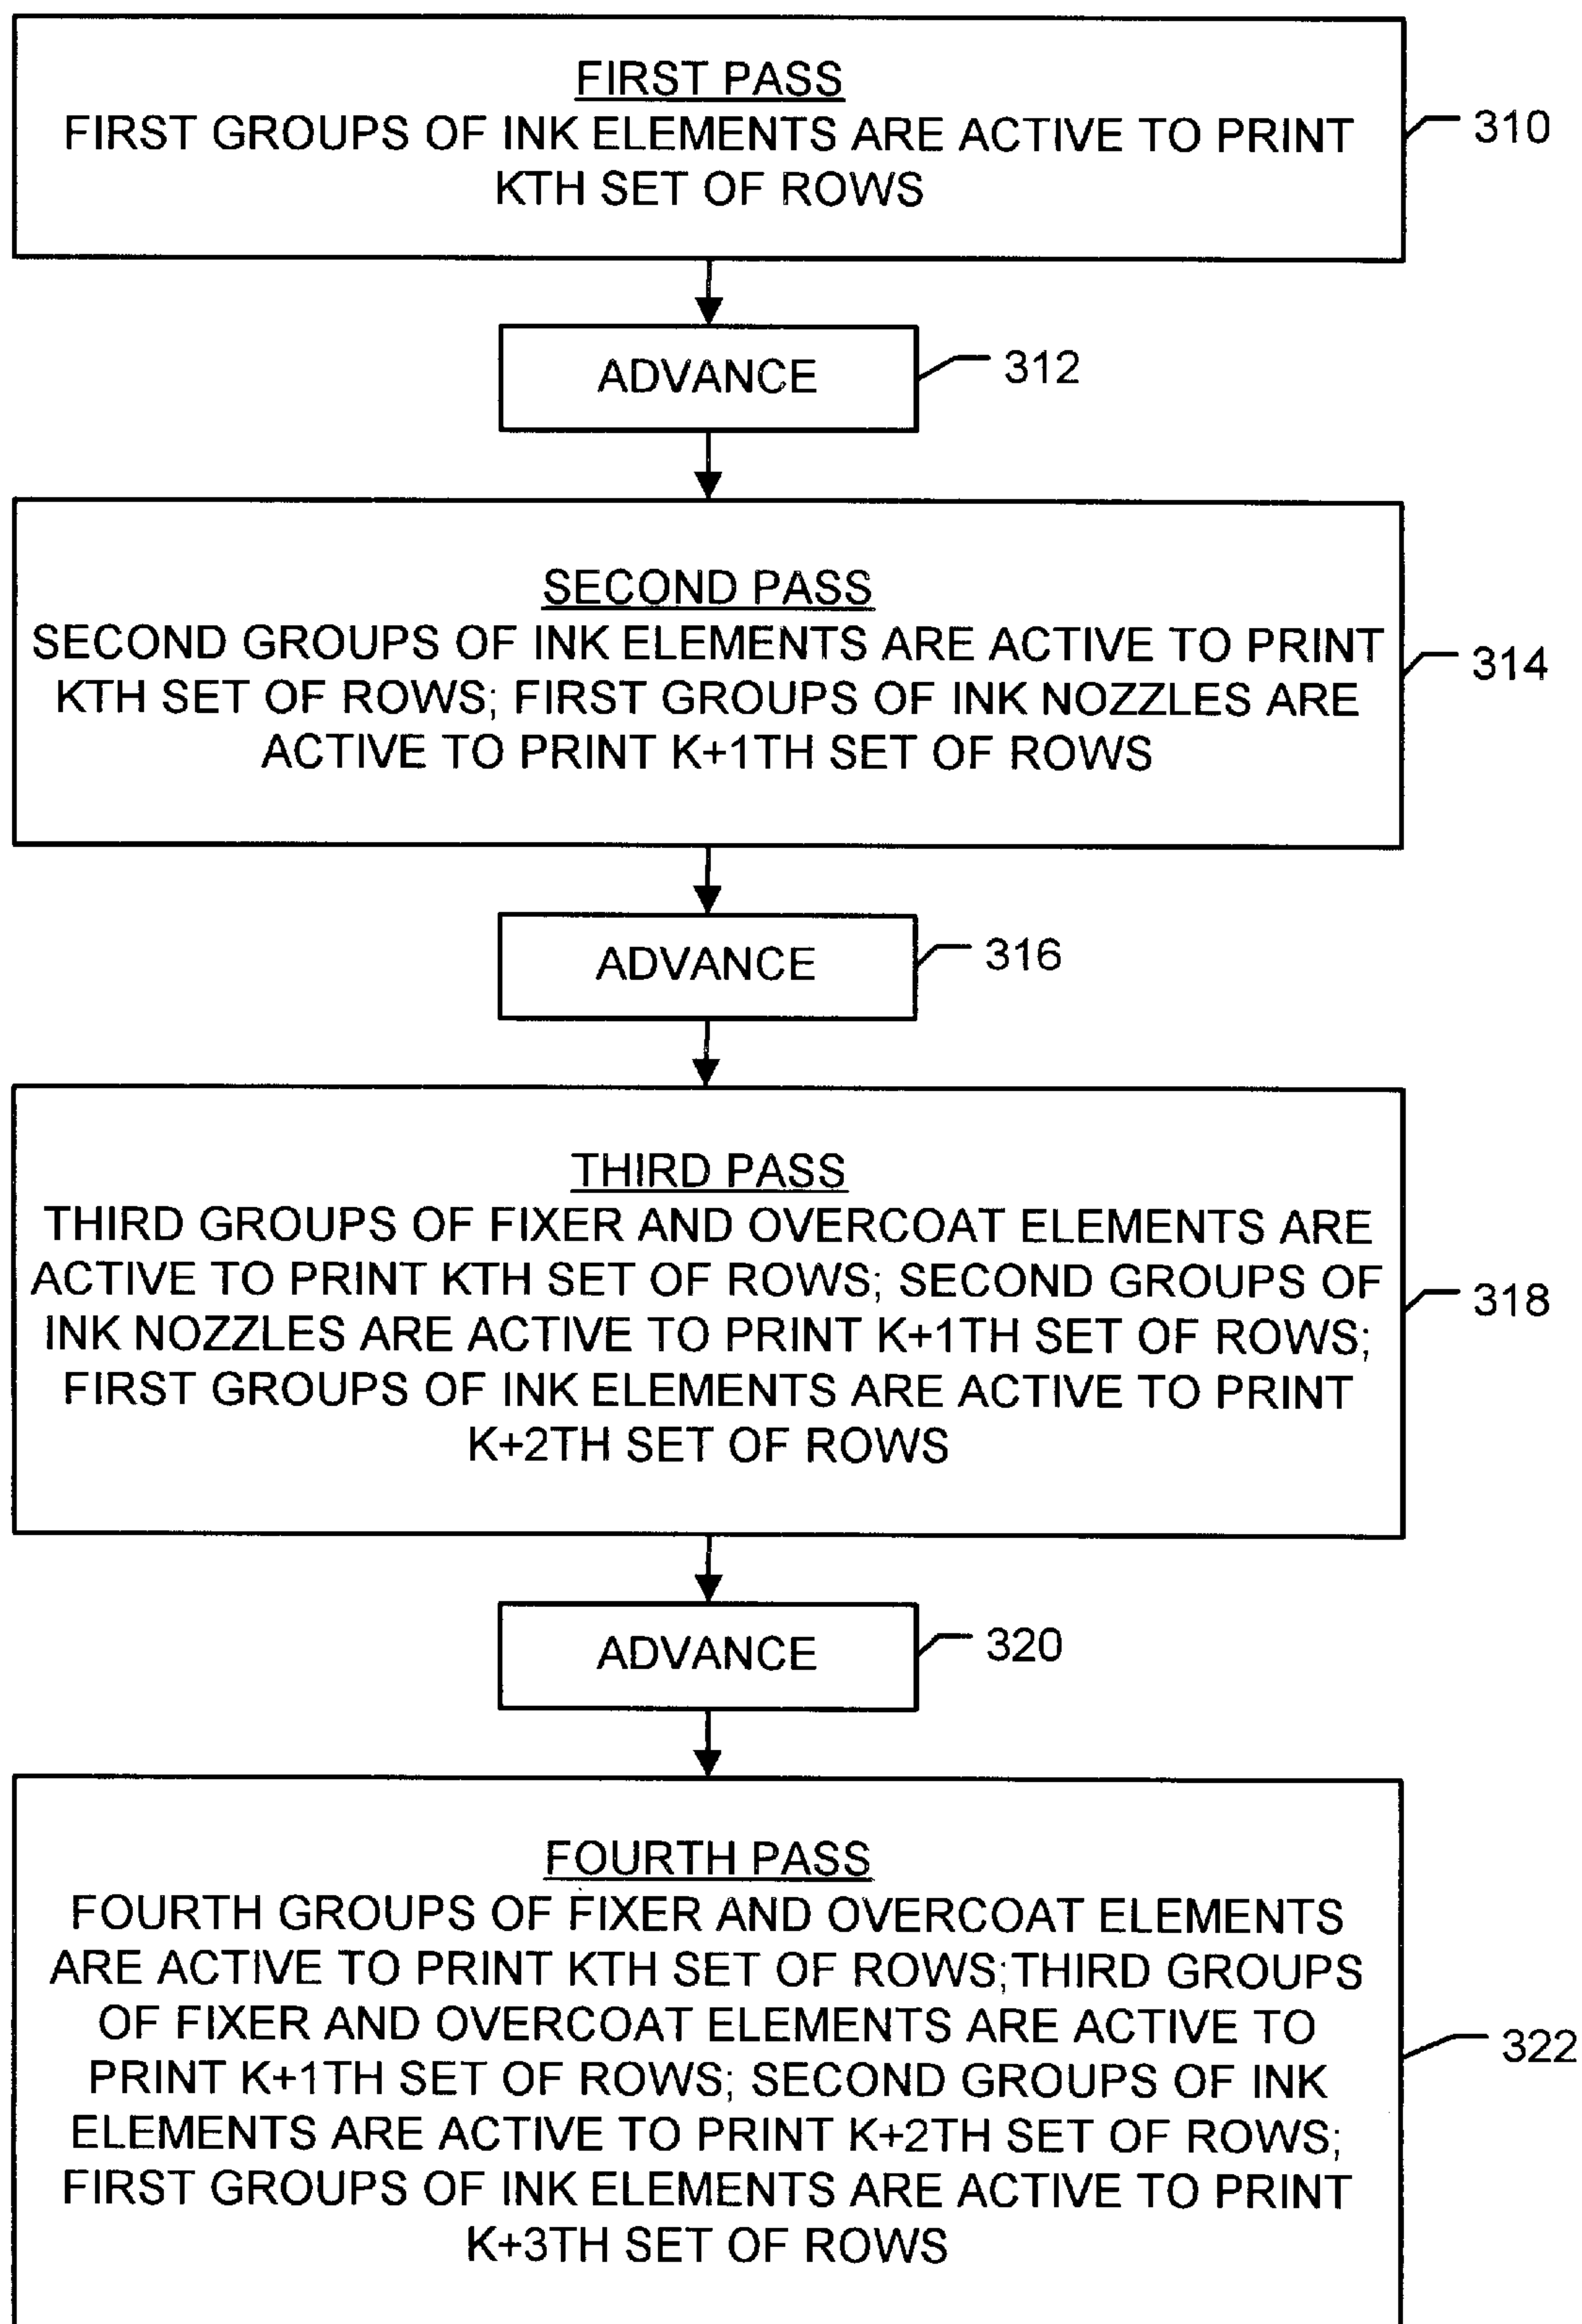 FIRST PASS
FIRST GROUPS OF INK ELEMENTS ARE ACTIVE TO PRINT
KTH SET OF ROWS
310
ADVANCE
312
SECOND PASS
SECOND GROUPS OF INK ELEMENTS ARE ACTIVE TO PRINT
KTH SET OF ROWS; FIRST GROUPS OF INK NOZZLES ARE
ACTIVE TO PRINT K+1TH SET OF ROWS
314
ADVANCE
316
THIRD PASS
THIRD GROUPS OF FIXER AND OVERCOAT ELEMENTS ARE
ACTIVE TO PRINT KTH SET OF ROWS; SECOND GROUPS OF
INK NOZZLES ARE ACTIVE TO PRINT K+1TH SET OF ROWS;
FIRST GROUPS OF INK ELEMENTS ARE ACTIVE TO PRINT
K+2TH SET OF ROWS
318
ADVANCE
320
FOURTH PASS
FOURTH GROUPS OF FIXER AND OVERCOAT ELEMENTS
ARE ACTIVE TO PRINT KTH SET OF ROWS;THIRD GROUPS
OF FIXER AND OVERCOAT ELEMENTS ARE ACTIVE TO
PRINT K+1TH SET OF ROWS; SECOND GROUPS OF INK
ELEMENTS ARE ACTIVE TO PRINT K+2TH SET OF ROWS;
FIRST GROUPS OF INK ELEMENTS ARE ACTIVE TO PRINT
K+3TH SET OF ROWS
322